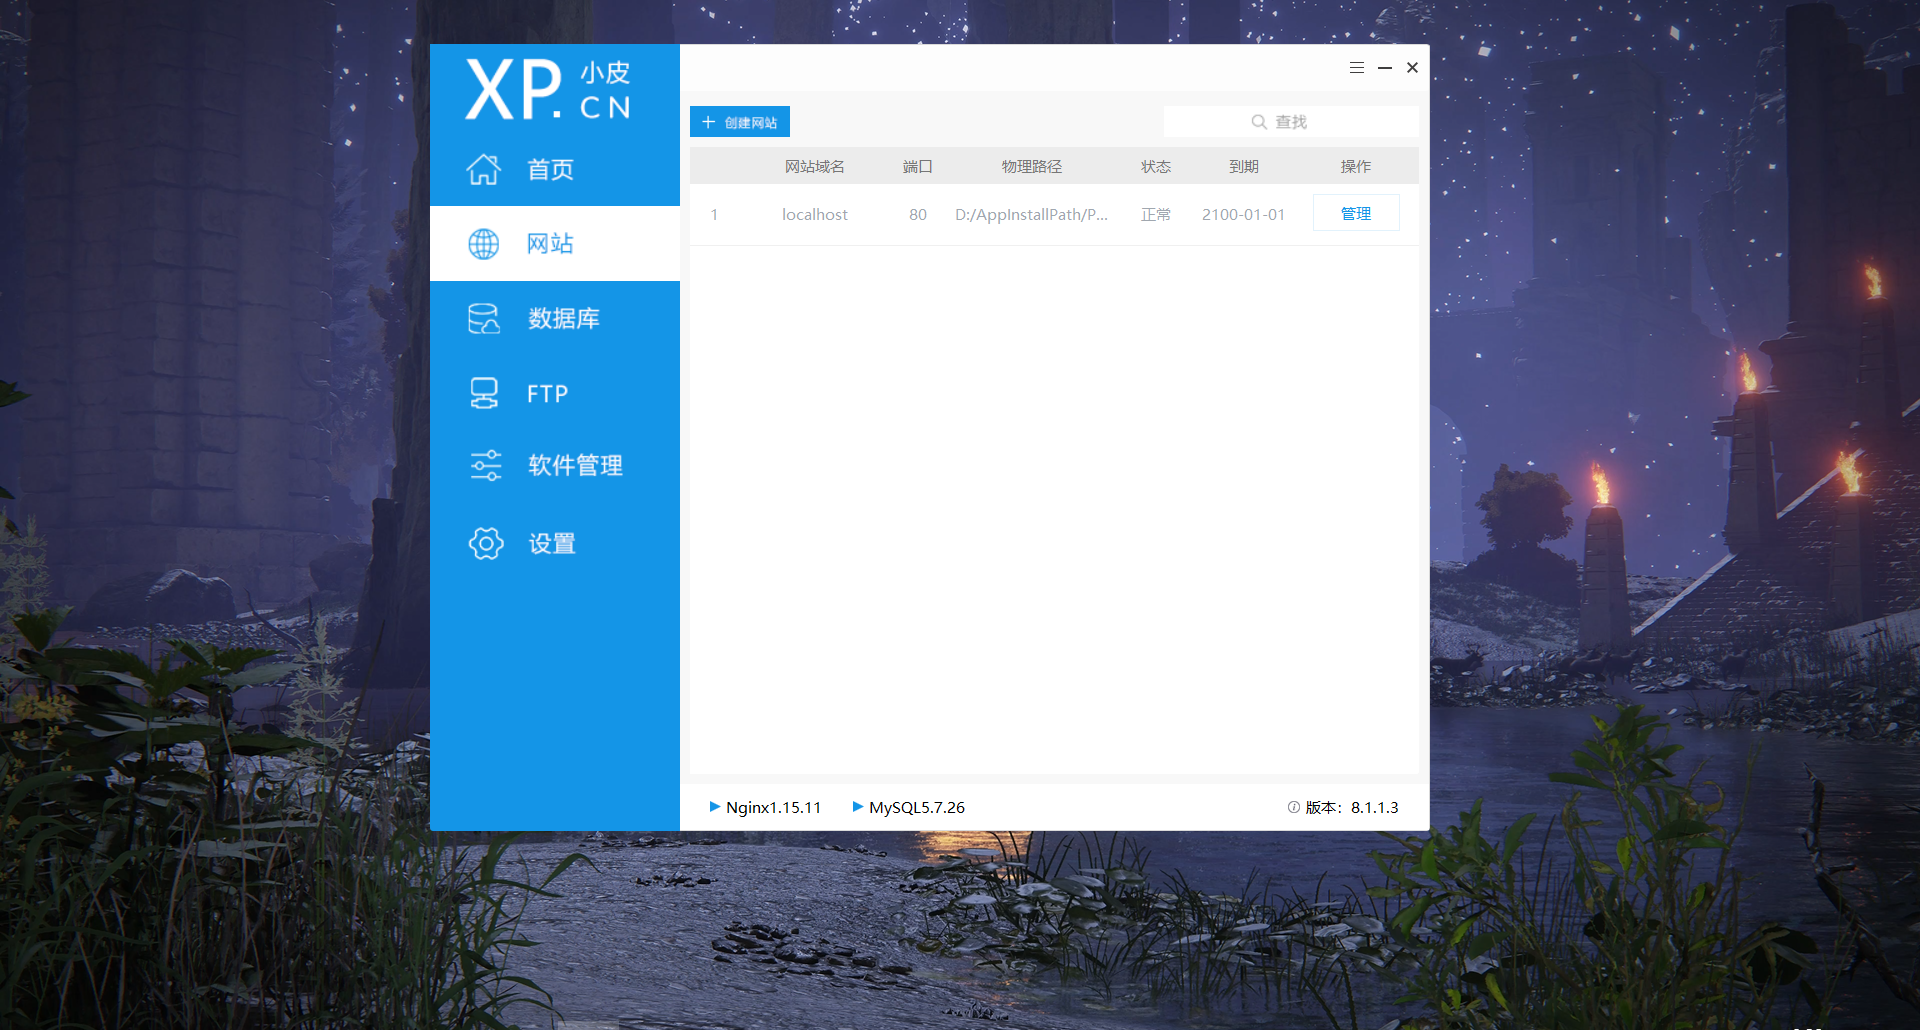 XP.小皮
CN
首页
网站
数据库
FTP
软件管理
设置
创建网站
查找
网站域名 端口 物理路径 状态 到期 操作
1 localhost 80 D:/AppInstallPath/P... 正常 2100-01-01 管理
Nginx1.15.11 MySQL5.7.26 版本：8.1.1.3